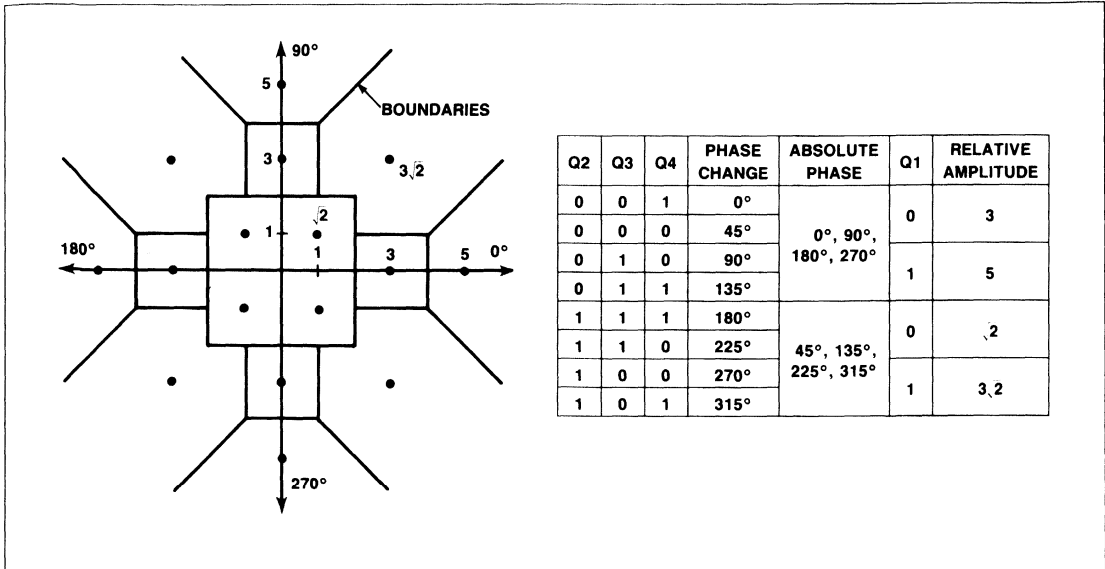 90°
5
BOUNDARIES
3
3√2
√2
1
1
180°
3
5
0°
270°
Q2 Q3 Q4 PHASE CHANGE ABSOLUTE PHASE Q1 RELATIVE AMPLITUDE
0 0 1 0° 0°, 90°, 180°, 270° 0 3
0 0 0 45°
0 1 0 90° 1 5
0 1 1 135°
1 1 1 180° 45°, 135°, 225°, 315° 0 √2
1 1 0 225°
1 0 0 270° 1 3√2
1 0 1 315°